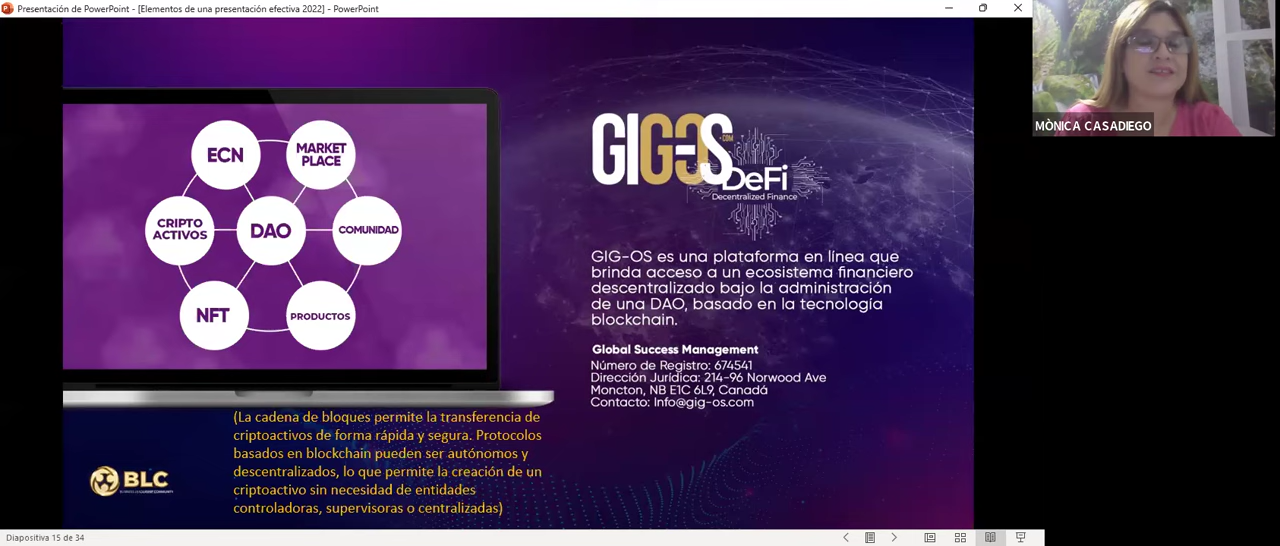 Presentación de PowerPoint - [Elementos de una presentación efectiva 2022] - PowerPoint
MÒNICA CASADIEGO
ECN
MARKET
PLACE
CRIPTO
ACTIVOS
DAO
COMUNIDAD
NFT
PRODUCTOS
GIG-OS
.COM
DeFi
Decentralized Finance
GIG-OS es una plataforma en línea que
brinda acceso a un ecosistema financiero
descentralizado bajo la administración
de una DAO, basado en la tecnología
blockchain.
Global Success Management
Número de Registro: 674541
Dirección Jurídica: 214-96 Norwood Ave
Moncton, NB E1C 6L9, Canadá
Contacto: Info@gig-os.com
(La cadena de bloques permite la transferencia de
criptoactivos de forma rápida y segura. Protocolos
basados en blockchain pueden ser autónomos y
descentralizados, lo que permite la creación de un
criptoactivo sin necesidad de entidades
controladoras, supervisoras o centralizadas)
BLC
Diapositiva 15 de 34